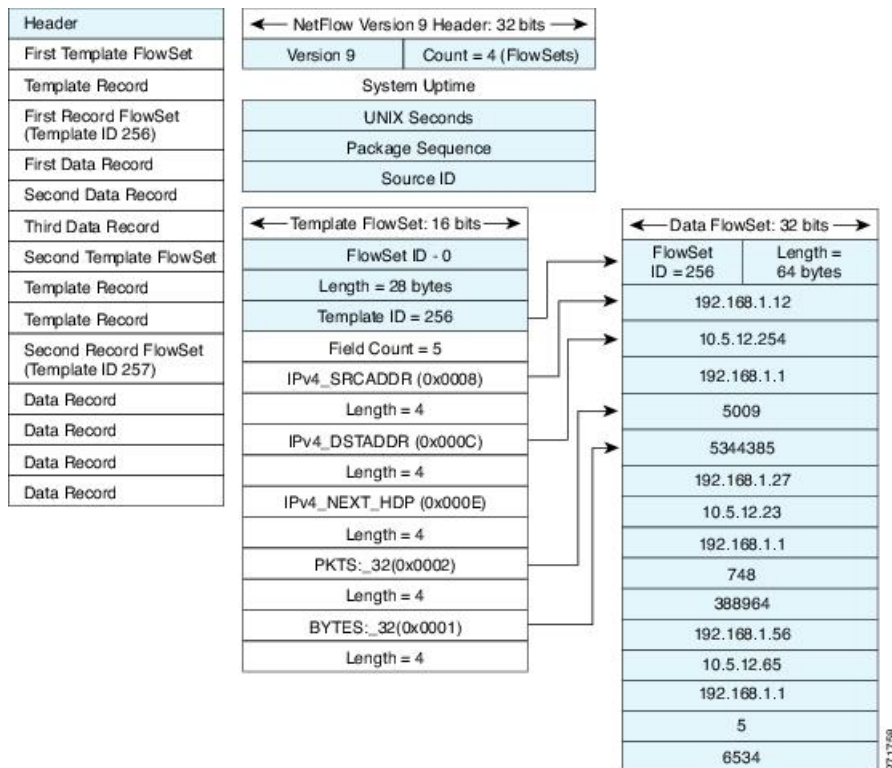 Header
First Template FlowSet
Template Record
First Record FlowSet
(Template ID 256)
First Data Record
Second Data Record
Third Data Record
Second Template FlowSet
Template Record
Template Record
Second Record FlowSet
(Template ID 257)
Data Record
Data Record
Data Record
Data Record
NetFlow Version 9 Header: 32 bits
Version 9
Count = 4 (FlowSets)
System Uptime
UNIX Seconds
Package Sequence
Source ID
Template FlowSet: 16 bits
FlowSet ID - 0
Length = 28 bytes
Template ID = 256
Field Count = 5
IPv4_SRCADDR (0x0008)
Length = 4
IPv4_DSTADDR (0x000C)
Length = 4
IPv4_NEXT_HDP (0x000E)
Length = 4
PKTS:_32(0x0002)
Length = 4
BYTES:_32(0x0001)
Length = 4
Data FlowSet: 32 bits
FlowSet
ID = 256
Length =
64 bytes
192.168.1.12
10.5.12.254
192.168.1.1
5009
5344385
192.168.1.27
10.5.12.23
192.168.1.1
748
388964
192.168.1.56
10.5.12.65
192.168.1.1
5
6534